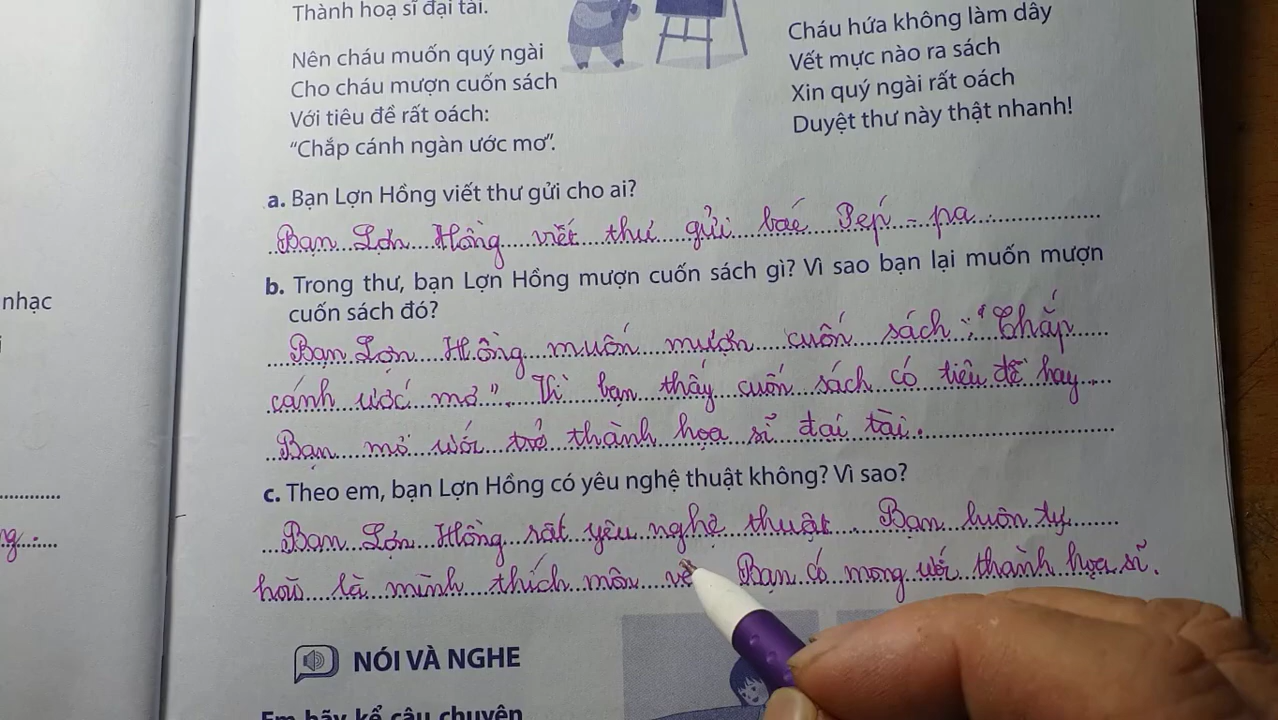 Thành hoạ sĩ đại tài.
Nên cháu muốn quý ngài
Cho cháu mượn cuốn sách
Với tiêu đề rất oách:
“Chắp cánh ngàn ước mơ”.
Cháu hứa không làm dây
Vết mực nào ra sách
Xin quý ngài rất oách
Duyệt thư này thật nhanh!
a. Bạn Lợn Hồng viết thư gửi cho ai?
Bạn Lợn Hồng viết thư gửi bác Pép - pa
b. Trong thư, bạn Lợn Hồng mượn cuốn sách gì? Vì sao bạn lại muốn mượn
cuốn sách đó?
Bạn Lợn Hồng muốn mượn cuốn sách : "Chắp
cánh ước mơ". Vì bạn thấy cuốn sách có tiêu đề hay
Bạn mơ ước trở thành họa sĩ đại tài.
c. Theo em, bạn Lợn Hồng có yêu nghệ thuật không? Vì sao?
Bạn Lợn Hồng rất yêu nghệ thuật. Bạn luôn tự
hào là mình thích môn vẽ Bạn có mong ước thành họa sĩ.
NÓI VÀ NGHE
Em hãy kể câu chuyện
nhạc
ng.